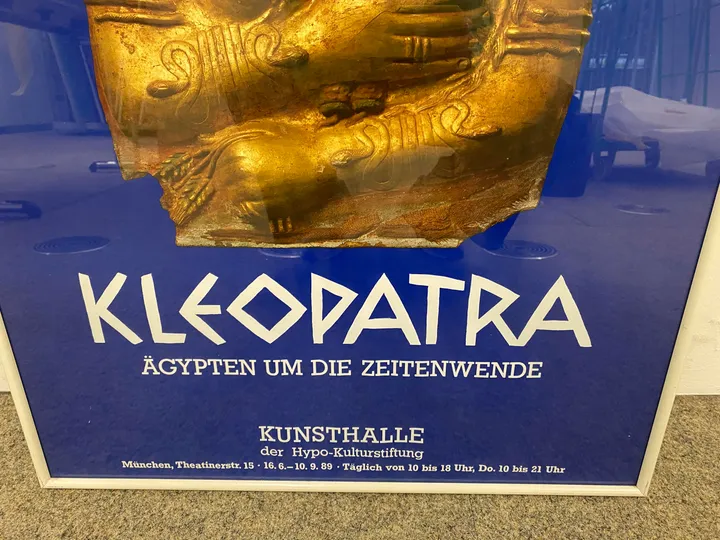 KLEOPATRA
ÄGYPTEN UM DIE ZEITENWENDE
KUNSTHALLE
der Hypo-Kulturstiftung
München, Theatinerstr. 15 · 16.6.–10.9.89 · Täglich von 10 bis 18 Uhr, Do. 10 bis 21 Uhr